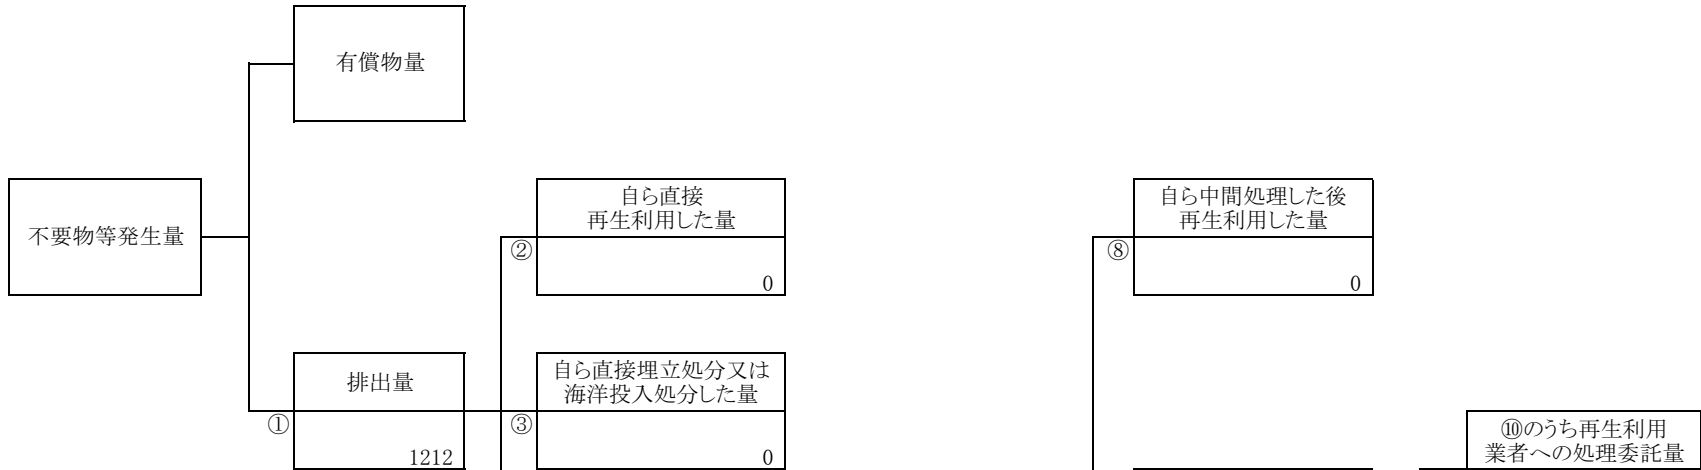 有償物量
不要物等発生量
自ら直接
再生利用した量
②
0
自ら中間処理した後
再生利用した量
⑧
0
排出量
①
1212
自ら直接埋立処分又は
海洋投入処分した量
③
0
⑩のうち再生利用
業者への処理委託量